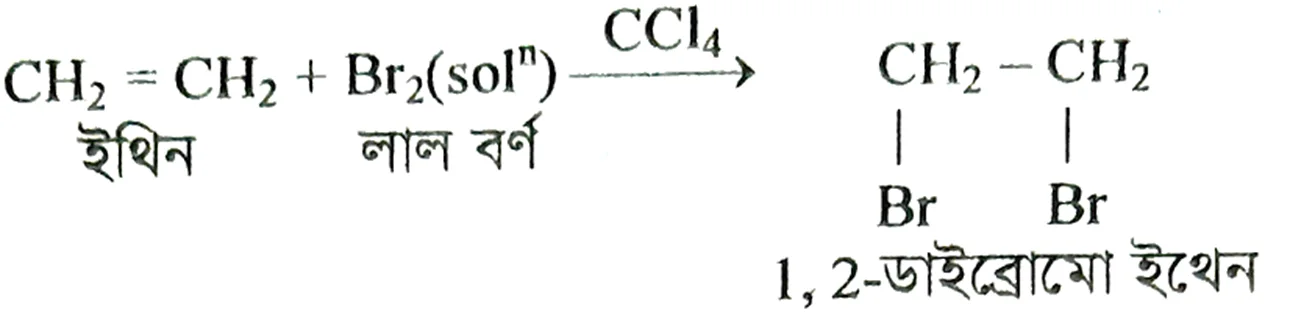 CH₂ = CH₂ + Br₂(solⁿ) CCl₄ → CH₂ – CH₂
ইথিন লাল বর্ণ | |
Br Br
1, 2-ডাইব্রোমো ইথেন